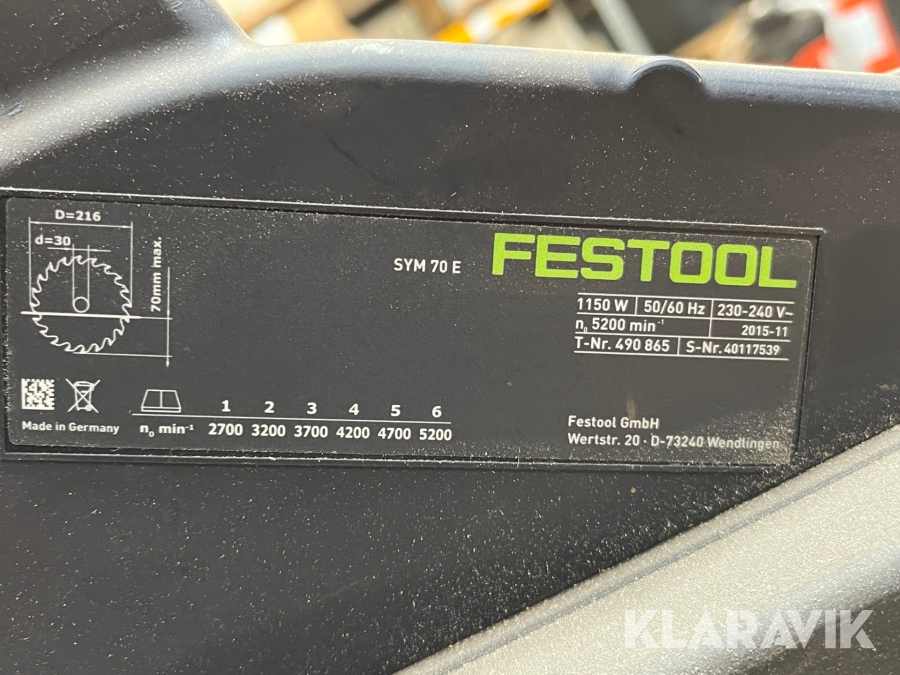 D=216
d=30
70mm max.
SYM 70 E
FESTOOL
1150 W 50/60 Hz 230-240 V~
n₀ 5200 min⁻¹ 2015-11
T-Nr. 490 865 S-Nr. 40117539
1 2 3 4 5 6
n₀ min⁻¹ 2700 3200 3700 4200 4700 5200
Made in Germany
Festool GmbH
Wertstr. 20 · D-73240 Wendlingen
KLARAVIK